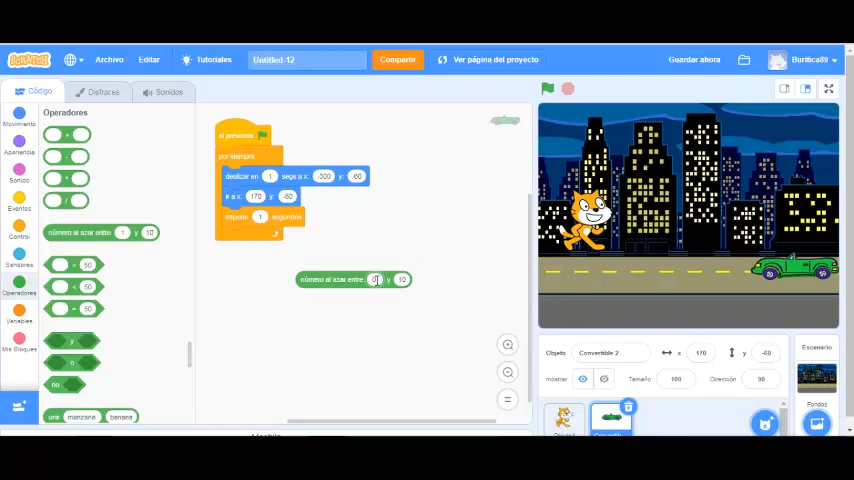 SCRATCH Archivo Editar Tutoriales Untitled-12 Compartir Ver página del proyecto Guardar ahora Buritica89
Código Disfraces Sonidos
Movimiento
Apariencia
Sonido
Eventos
Control
Sensores
Operadores
Variables
Mis Bloques
Operadores
+
-
*
/
número al azar entre 1 y 10
> 50
< 50
= 50
y
o
no
unir manzana banana
al presionar
por siempre
deslizar en 1 segs a x: -300 y: -60
ir a x: 170 y: -60
esperar 1 segundos
número al azar entre 0 y 10
Objeto Convertible 2 x 170 y -60
mostrar Tamaño 100 Dirección 90
Escenario
Fondos